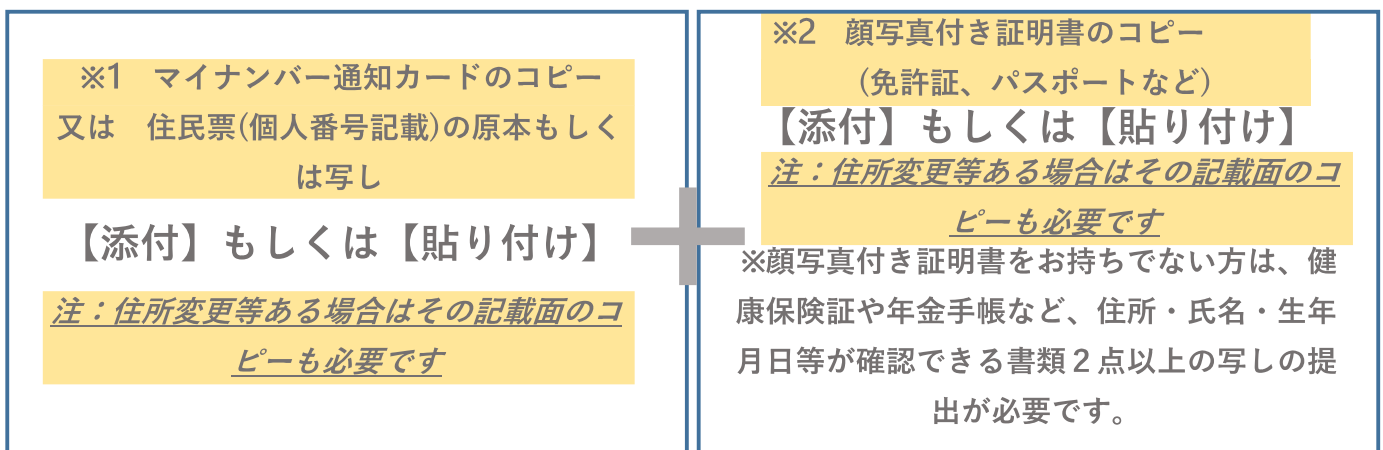 ※1　マイナンバー通知カードのコピー
又は　住民票(個人番号記載)の原本もしく
は写し
【添付】もしくは【貼り付け】
注：住所変更等ある場合はその記載面のコ
ピーも必要です
※2　顔写真付き証明書のコピー
(免許証、パスポートなど)
【添付】もしくは【貼り付け】
注：住所変更等ある場合はその記載面のコ
ピーも必要です
※顔写真付き証明書をお持ちでない方は、健
康保険証や年金手帳など、住所・氏名・生年
月日等が確認できる書類２点以上の写しの提
出が必要です。